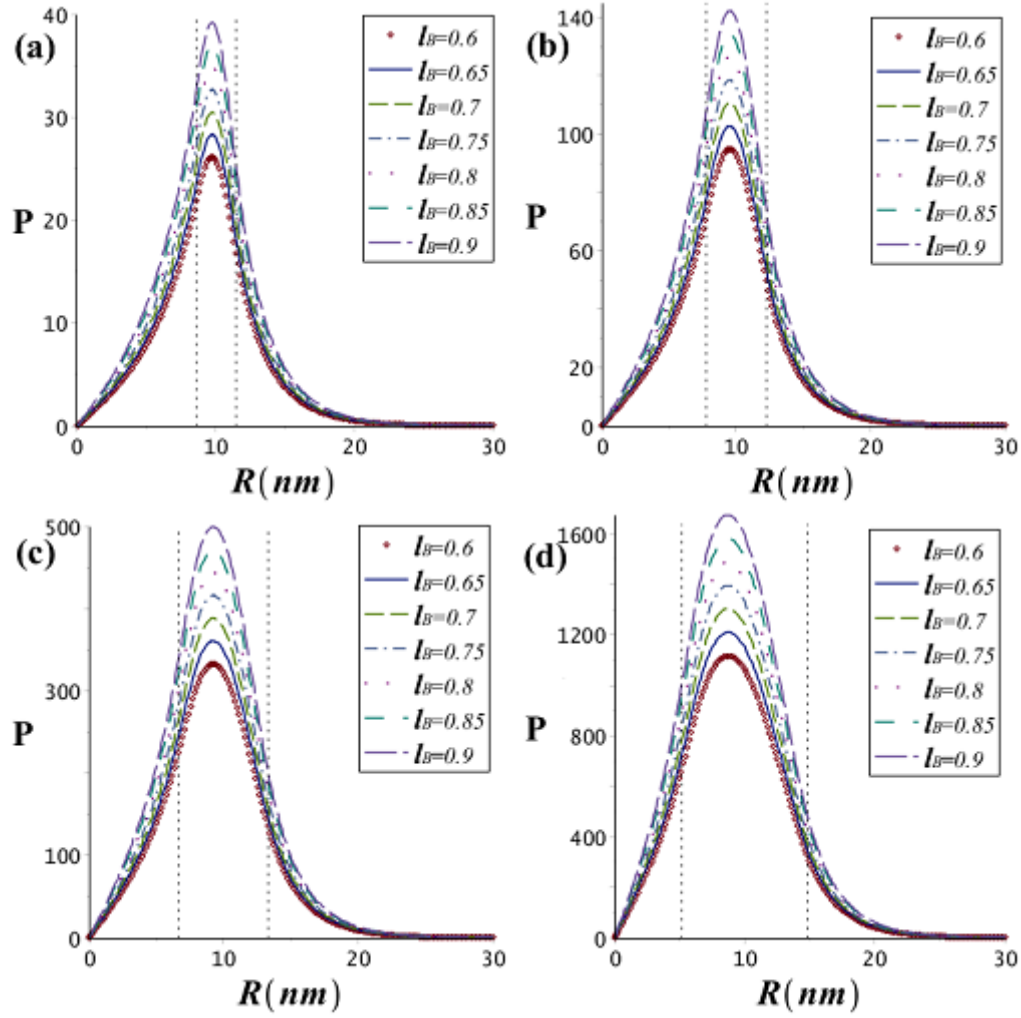 (a)
40
30
20
10
0
P
0 10 20 30
R(nm)
lB=0.6
lB=0.65
lB=0.7
lB=0.75
lB=0.8
lB=0.85
lB=0.9
(b)
140
100
60
20
0
P
0 10 20 30
R(nm)
lB=0.6
lB=0.65
lB=0.7
lB=0.75
lB=0.8
lB=0.85
lB=0.9
(c)
500
300
100
0
P
0 10 20 30
R(nm)
lB=0.6
lB=0.65
lB=0.7
lB=0.75
lB=0.8
lB=0.85
lB=0.9
(d)
1600
1200
800
400
0
P
0 10 20 30
R(nm)
lB=0.6
lB=0.65
lB=0.7
lB=0.75
lB=0.8
lB=0.85
lB=0.9